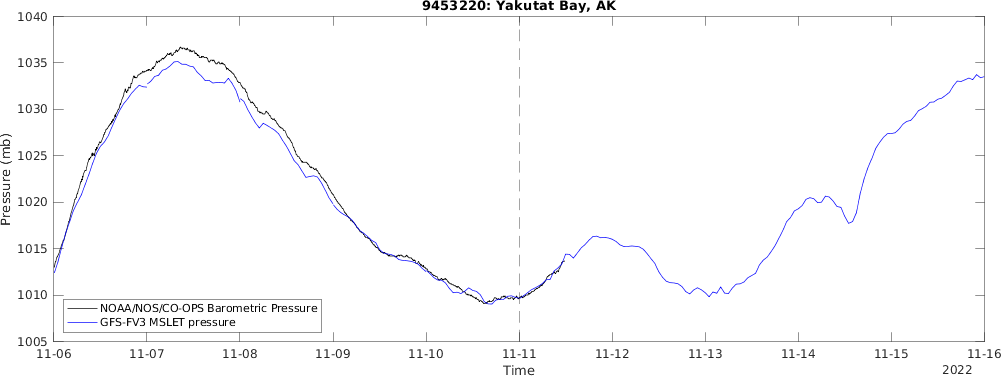 9453220: Yakutat Bay, AK
1040
1035
1030
1025
1020
1015
1010
1005
Pressure (mb)
NOAA/NOS/CO-OPS Barometric Pressure
GFS-FV3 MSLET pressure
11-06 11-07 11-08 11-09 11-10 11-11 11-12 11-13 11-14 11-15 11-16
Time
2022